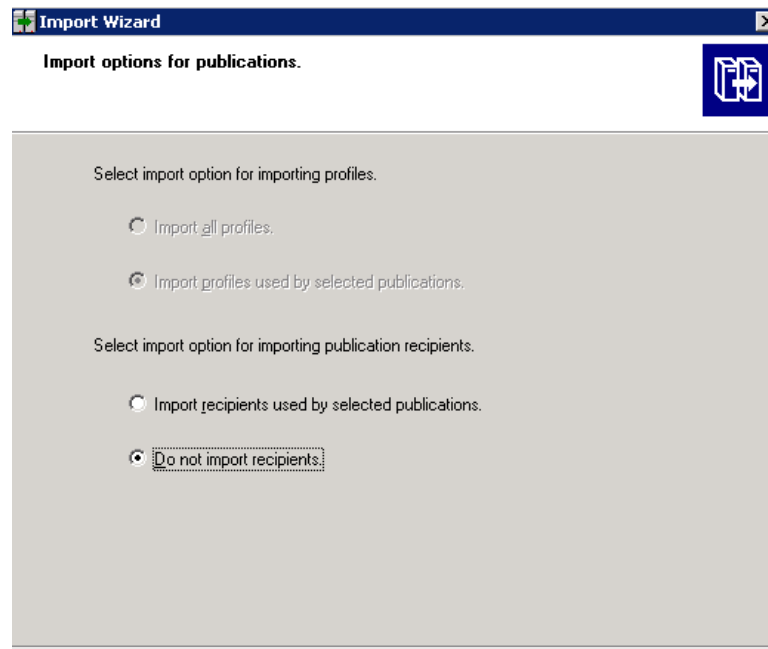 Import Wizard
Import options for publications.
Select import option for importing profiles.
Import all profiles.
Import profiles used by selected publications.
Select import option for importing publication recipients.
Import recipients used by selected publications.
Do not import recipients.